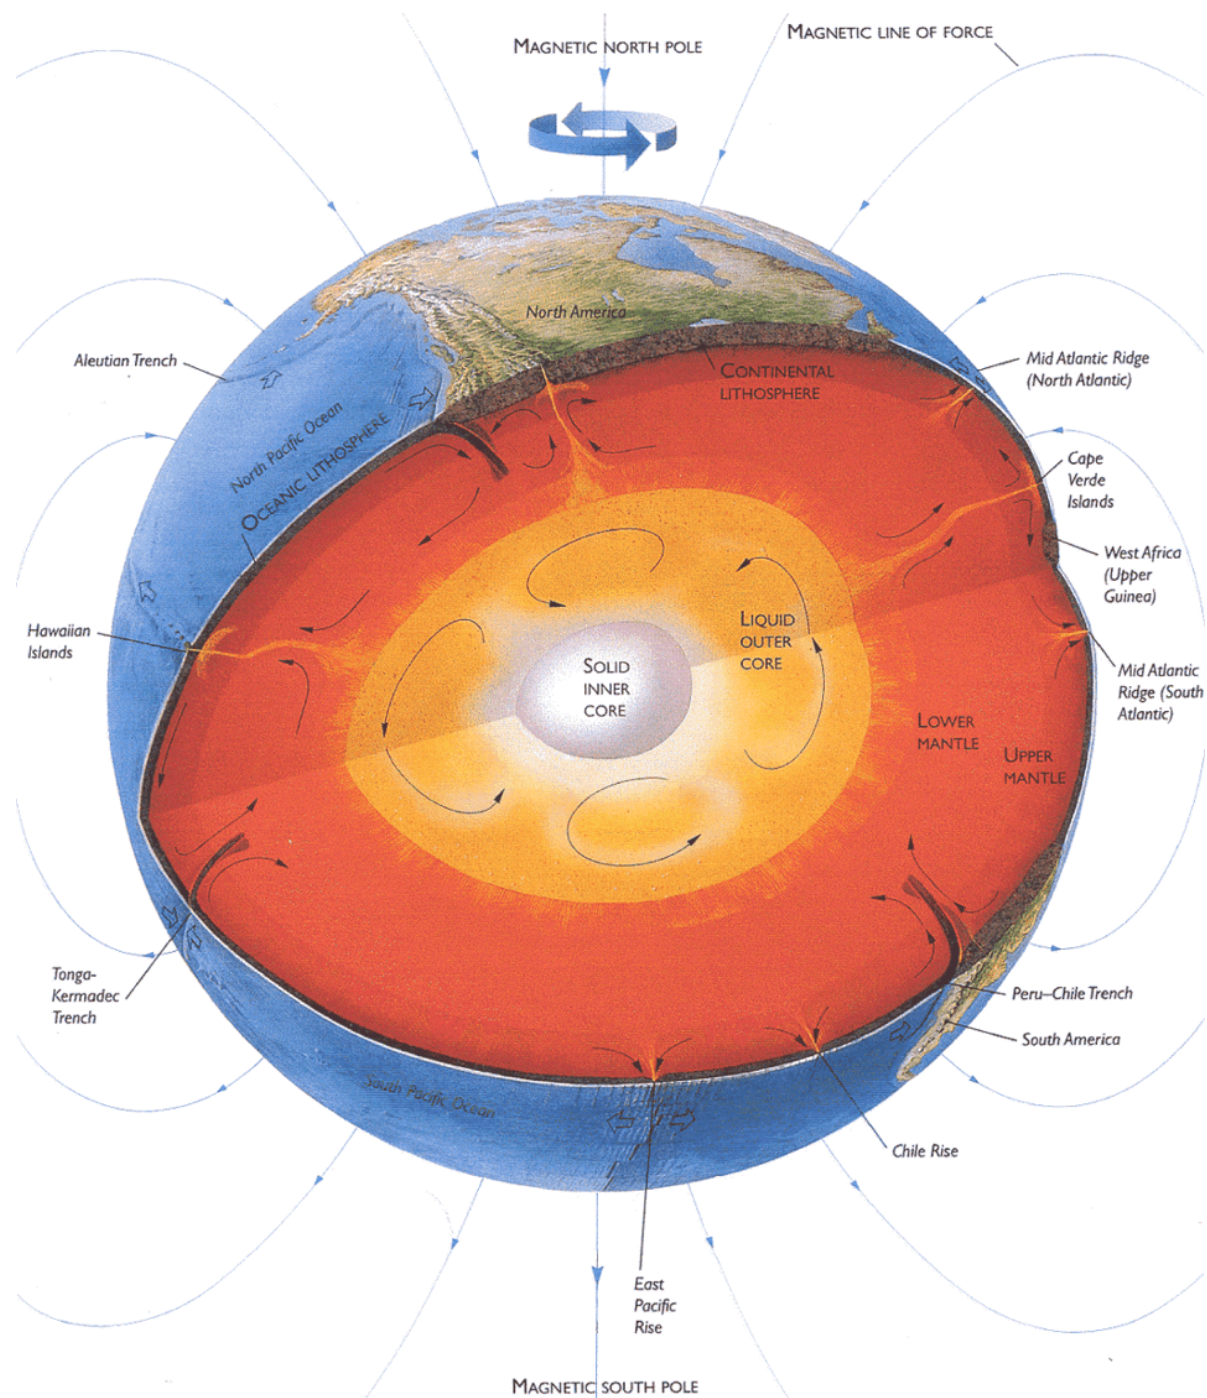 MAGNETIC NORTH POLE
MAGNETIC LINE OF FORCE
North America
Aleutian Trench
CONTINENTAL
LITHOSPHERE
Mid Atlantic Ridge
(North Atlantic)
North Pacific Ocean
OCEANIC LITHOSPHERE
Cape
Verde
Islands
West Africa
(Upper
Guinea)
Hawaiian
Islands
SOLID
INNER
CORE
LIQUID
OUTER
CORE
Mid Atlantic
Ridge (South
Atlantic)
LOWER
MANTLE
UPPER
MANTLE
Tonga-
Kermadec
Trench
Peru–Chile Trench
South America
South Pacific Ocean
Chile Rise
East
Pacific
Rise
MAGNETIC SOUTH POLE